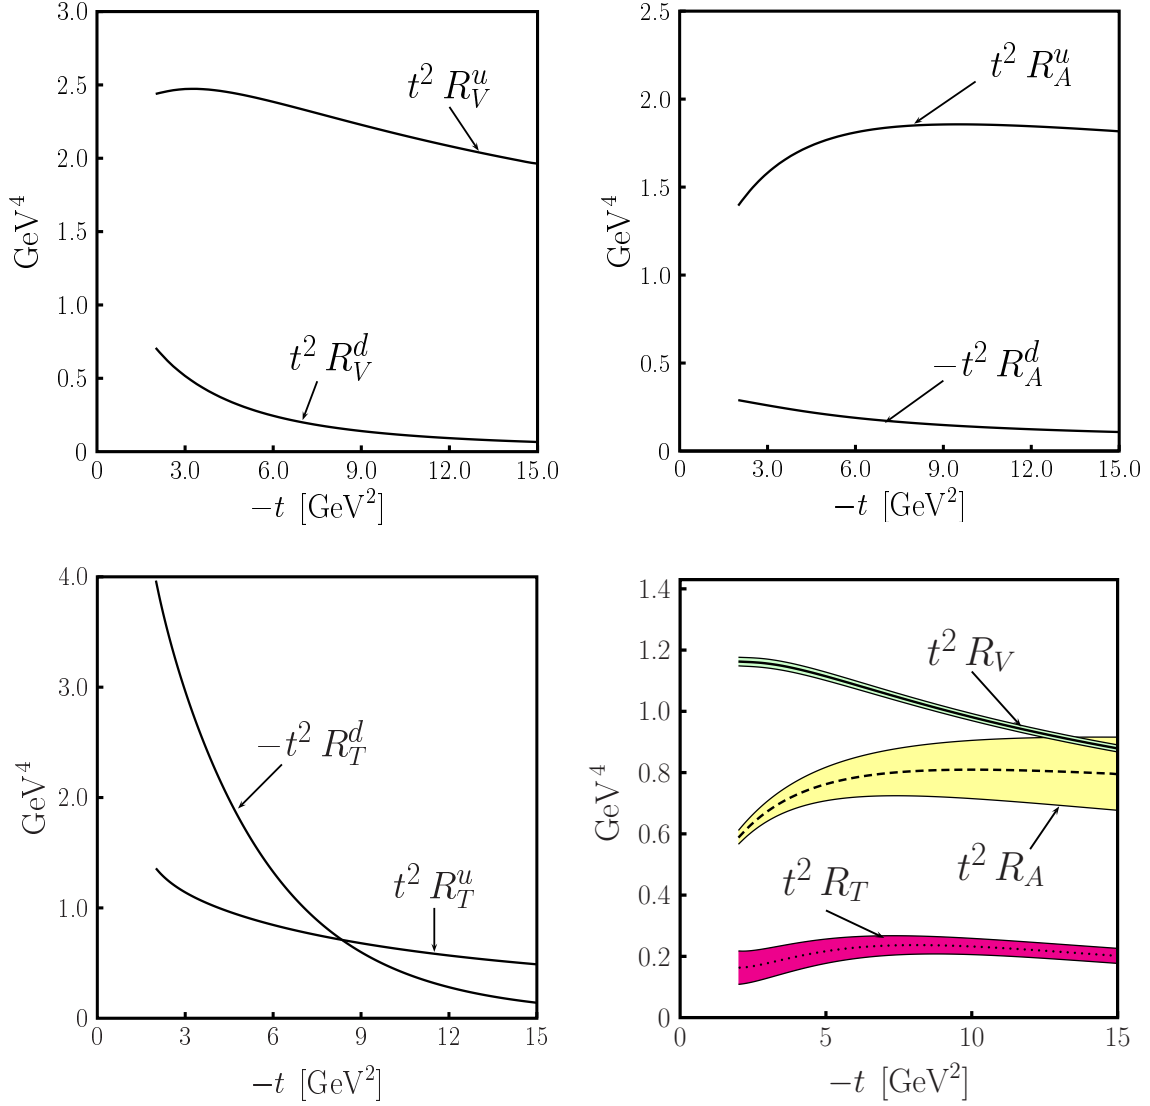 3.0
2.5
2.0
1.5
1.0
0.5
0
GeV⁴
t² R_V^u
t² R_V^d
0 3.0 6.0 9.0 12.0 15.0
−t [GeV²]
2.5
2.0
1.5
1.0
0.5
0
GeV⁴
t² R_A^u
−t² R_A^d
0 3.0 6.0 9.0 12.0 15.0
−t [GeV²]
4.0
3.0
2.0
1.0
0
GeV⁴
−t² R_T^d
t² R_T^u
0 3 6 9 12 15
−t [GeV²]
1.4
1.2
1.0
0.8
0.6
0.4
0.2
0
GeV⁴
t² R_V
t² R_A
t² R_T
0 5 10 15
−t [GeV²]